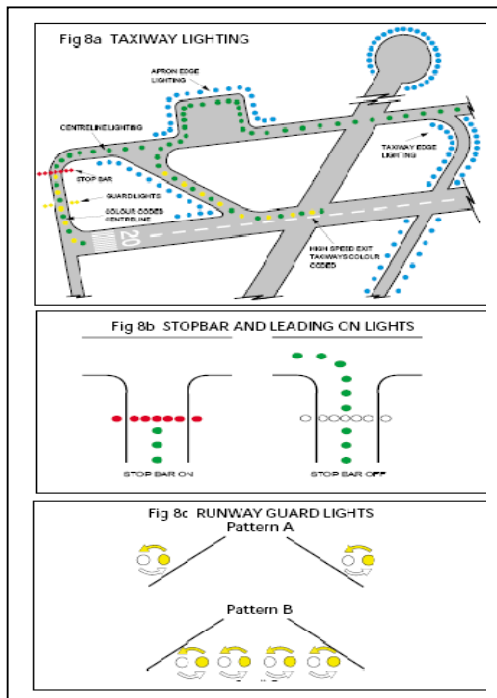 Fig 8a TAXIWAY LIGHTING
APRON EDGE
LIGHTING
CENTRELINE LIGHTING
TAXIWAY EDGE
LIGHTING
STOP BAR
GUARD LIGHTS
COLOUR CODED
CENTRELINE
20
HIGH SPEED EXIT
TAXIWAYS COLOUR
CODED
Fig 8b STOPBAR AND LEADING ON LIGHTS
STOP BAR ON
STOP BAR OFF
Fig 8c RUNWAY GUARD LIGHTS
Pattern A
Pattern B